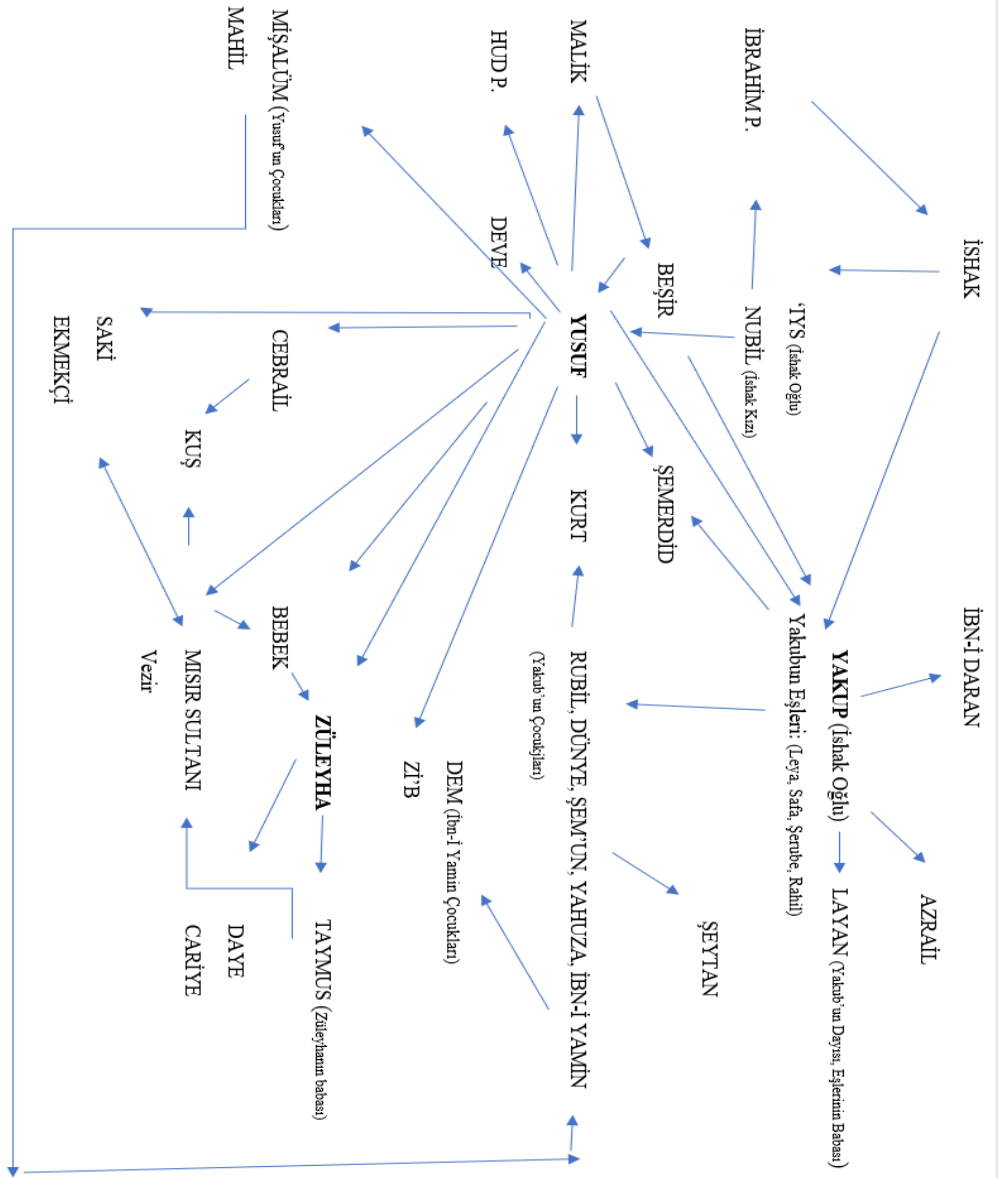 İSHAK
İBN-İ DARAN
AZRAİL
YAKUP (İshak Oğlu)
LAYAN (Yakub'un Dayısı, Eşlerinin Babası)
Yakubun Eşleri: (Leya, Safa, Şerube, Rahil)
İBRAHİM P.
'IYS (İshak Oğlu)
NUBİL (İshak Kızı)
ŞEYTAN
BEŞİR
ŞEMERDİD
MALİK
YUSUF
KURT
RUBİL, DÜNYE, ŞEM'UN, YAHUZA, İBN-İ YAMİN
(Yakub'un Çocukjları)
HUD P.
DEVE
DEM (İbn-İ Yamin Çocukları)
Zİ'B
MİŞALÜM (Yusuf'un Çocukları)
MAHİL
CEBRAİL
BEBEK
ZÜLEYHA
TAYMUS (Züleyhanın babası)
KUŞ
DAYE
CARİYE
MISIR SULTANI
Vezir
SAKİ
EKMEKÇİ